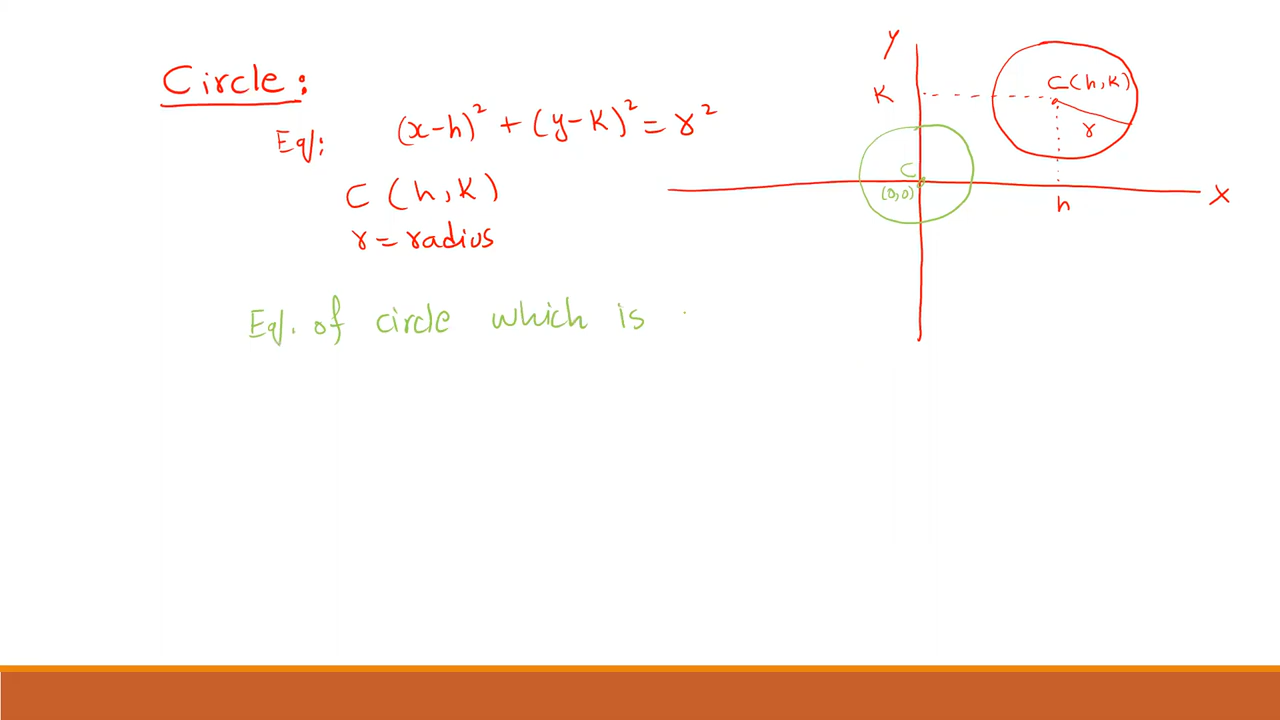 Circle:
Eq: (x-h)² + (y-k)² = r²
C (h, k)
r = radius
Eq. of circle which is
y
K
C(h,k)
r
C
(0,0)
h
X